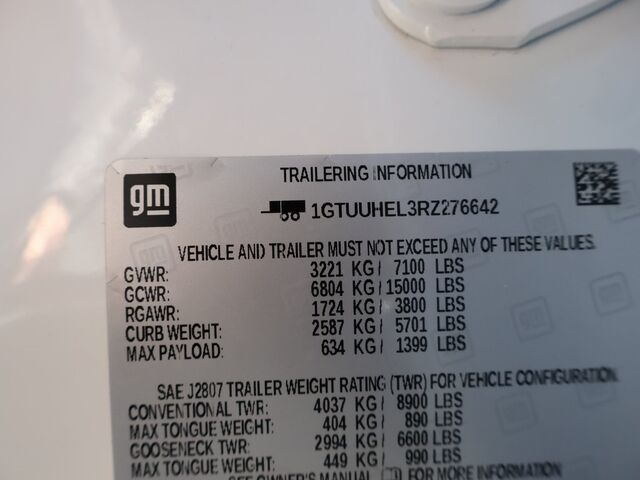 gm
TRAILERING INFORMATION
1GTUUHEL3RZ276642
VEHICLE AND TRAILER MUST NOT EXCEED ANY OF THESE VALUES.
GVWR: 3221 KG / 7100 LBS
GCWR: 6804 KG / 15000 LBS
RGAWR: 1724 KG / 3800 LBS
CURB WEIGHT: 2587 KG / 5701 LBS
MAX PAYLOAD: 634 KG / 1399 LBS
SAE J2807 TRAILER WEIGHT RATING (TWR) FOR VEHICLE CONFIGURATION
CONVENTIONAL TWR: 4037 KG / 8900 LBS
MAX TONGUE WEIGHT: 404 KG / 890 LBS
GOOSENECK TWR: 2994 KG / 6600 LBS
MAX TONGUE WEIGHT: 449 KG / 990 LBS
SEE OWNER'S MANUAL FOR MORE INFORMATION